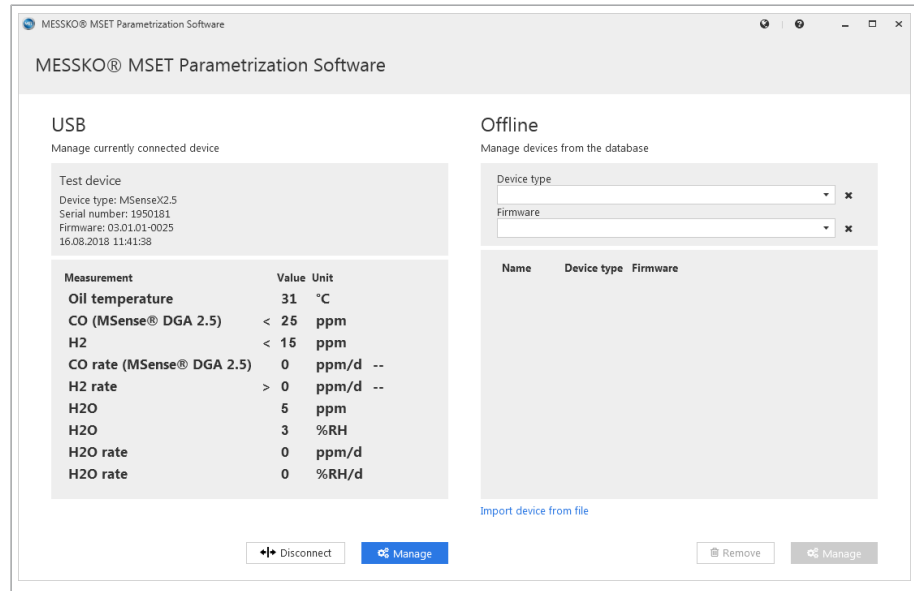 MESSKO® MSET Parametrization Software
MESSKO® MSET Parametrization Software
USB
Manage currently connected device
Test device
Device type: MSenseX2.5
Serial number: 1950181
Firmware: 03.01.01-0025
16.08.2018 11:41:38
Measurement Value Unit
Oil temperature 31 °C
CO (MSense® DGA 2.5) < 25 ppm
H2 < 15 ppm
CO rate (MSense® DGA 2.5) 0 ppm/d --
H2 rate > 0 ppm/d --
H2O 5 ppm
H2O 3 %RH
H2O rate 0 ppm/d
H2O rate 0 %RH/d
Disconnect Manage
Offline
Manage devices from the database
Device type
Firmware
Name Device type Firmware
Import device from file
Remove Manage